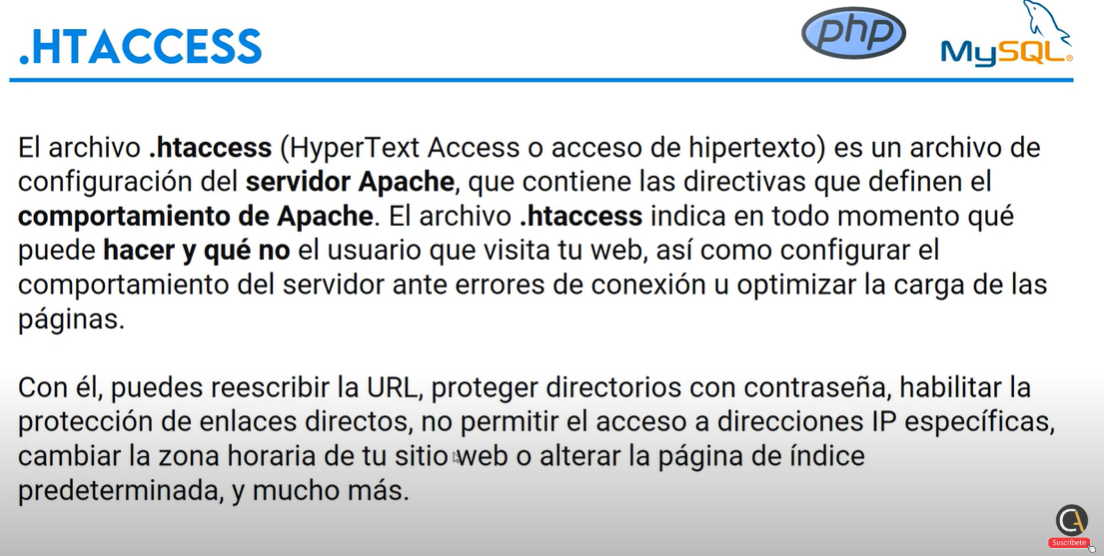 .HTACCESS
php
MySQL®
El archivo .htaccess (HyperText Access o acceso de hipertexto) es un archivo de
configuración del servidor Apache, que contiene las directivas que definen el
comportamiento de Apache. El archivo .htaccess indica en todo momento qué
puede hacer y qué no el usuario que visita tu web, así como configurar el
comportamiento del servidor ante errores de conexión u optimizar la carga de las
páginas.
Con él, puedes reescribir la URL, proteger directorios con contraseña, habilitar la
protección de enlaces directos, no permitir el acceso a direcciones IP específicas,
cambiar la zona horaria de tu sitio web o alterar la página de índice
predeterminada, y mucho más.
CA
Suscríbete